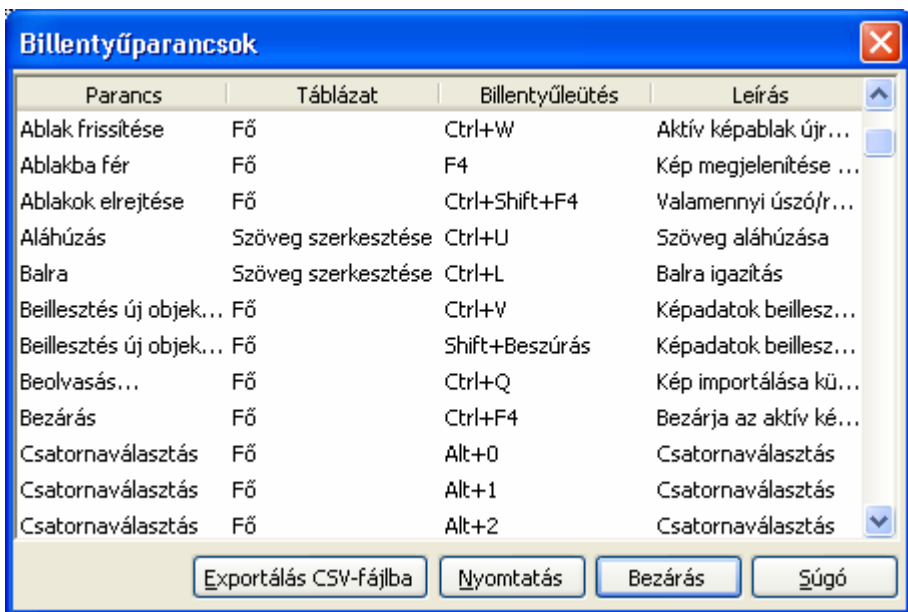 Billentyűparancsok
Parancs Táblázat Billentyűleütés Leírás
Ablak frissítése Fő Ctrl+W Aktív képablak újr...
Ablakba fér Fő F4 Kép megjelenítése ...
Ablakok elrejtése Fő Ctrl+Shift+F4 Valamennyi úszó/r...
Aláhúzás Szöveg szerkesztése Ctrl+U Szöveg aláhúzása
Balra Szöveg szerkesztése Ctrl+L Balra igazítás
Beillesztés új objek... Fő Ctrl+V Képadatok beillesz...
Beillesztés új objek... Fő Shift+Beszúrás Képadatok beillesz...
Beolvasás... Fő Ctrl+Q Kép importálása kü...
Bezárás Fő Ctrl+F4 Bezárja az aktív ké...
Csatornaválasztás Fő Alt+0 Csatornaválasztás
Csatornaválasztás Fő Alt+1 Csatornaválasztás
Csatornaválasztás Fő Alt+2 Csatornaválasztás
Exportálás CSV-fájlba Nyomtatás Bezárás Súgó